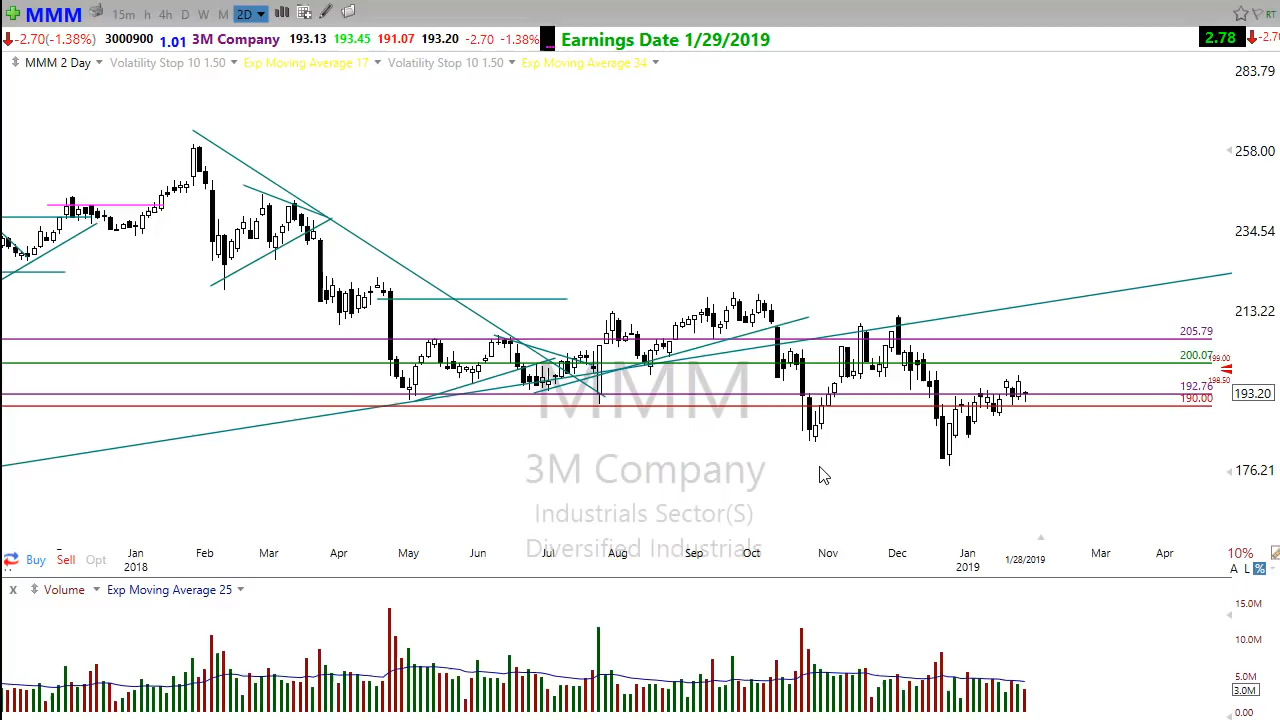 MMM 15m h 4h D W M 2D RT
-2.70(-1.38%) 3000900 1.01 3M Company 193.13 193.45 191.07 193.20 -2.70 -1.38% Earnings Date 1/29/2019 2.78
MMM 2 Day Volatility Stop 10 1.50 Exp Moving Average 17 Volatility Stop 10 1.50 Exp Moving Average 34
283.79
258.00
234.54
213.22
205.79
200.07 199.00
198.50
192.76
193.20
190.00
176.21
MMM
3M Company
Industrials Sector(S)
Diversified Industrials
Jan Feb Mar Apr May Jun Jul Aug Sep Oct Nov Dec Jan 1/28/2019 Mar Apr
2018 2019
Buy Sell Opt
10%
A L %
X Volume Exp Moving Average 25
15.0M
10.0M
5.0M
3.0M
0.00